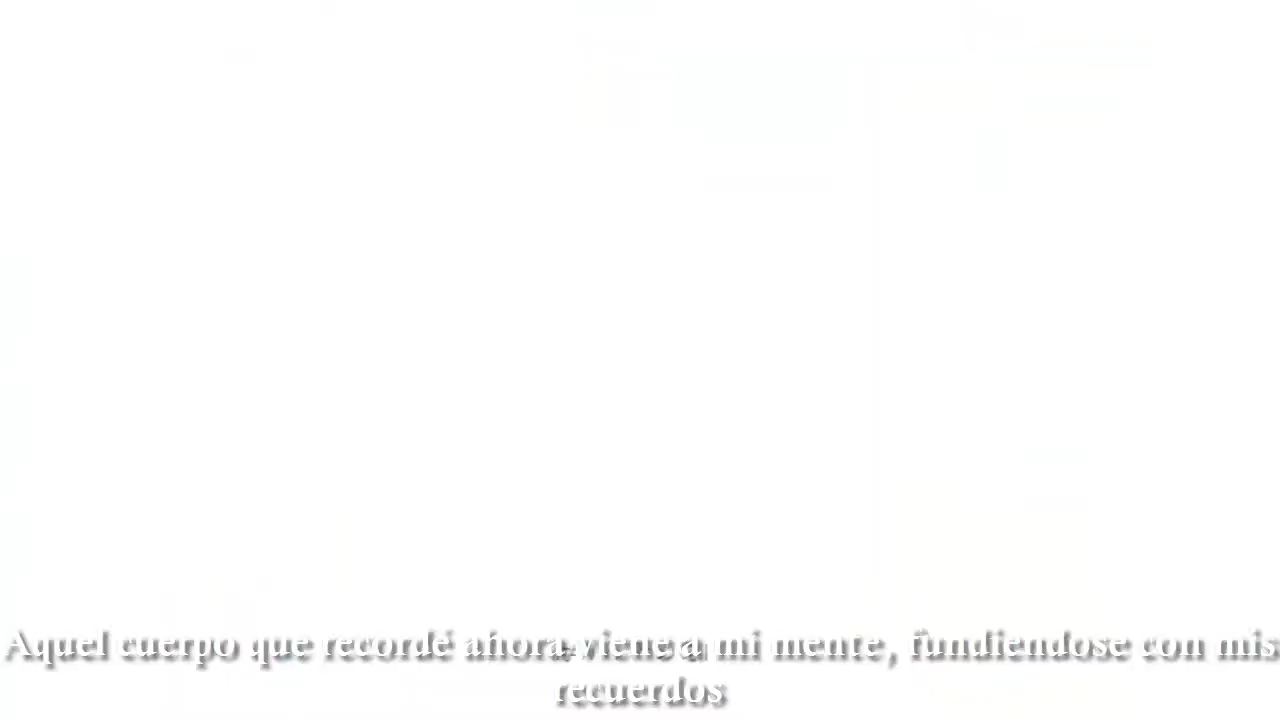 Aquel cuerpo que recordé ahora viene a mi mente, fundiendose con mis
recuerdos